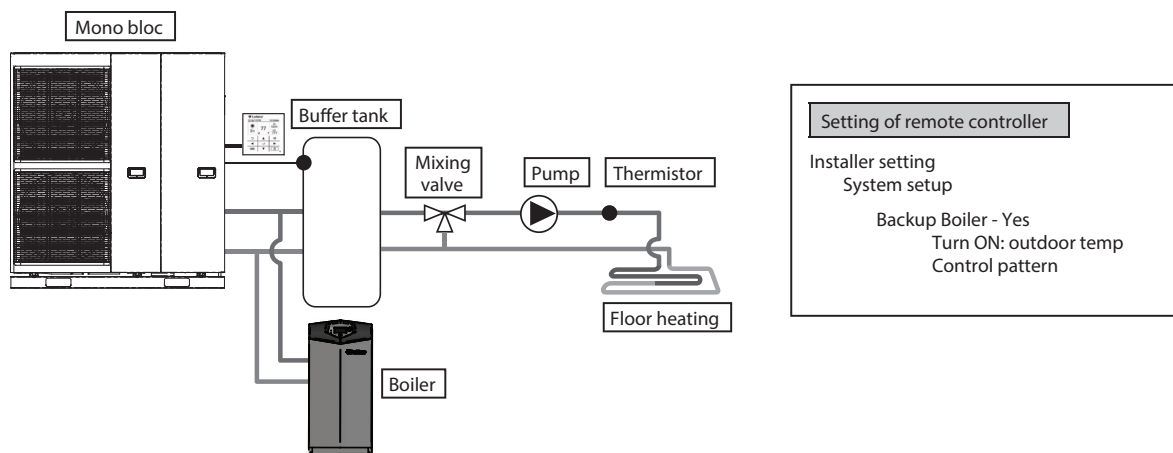 Mono bloc
Buffer tank
Mixing
valve
Pump
Thermistor
Floor heating
Boiler
Setting of remote controller
Installer setting
System setup
Backup Boiler - Yes
Turn ON: outdoor temp
Control pattern